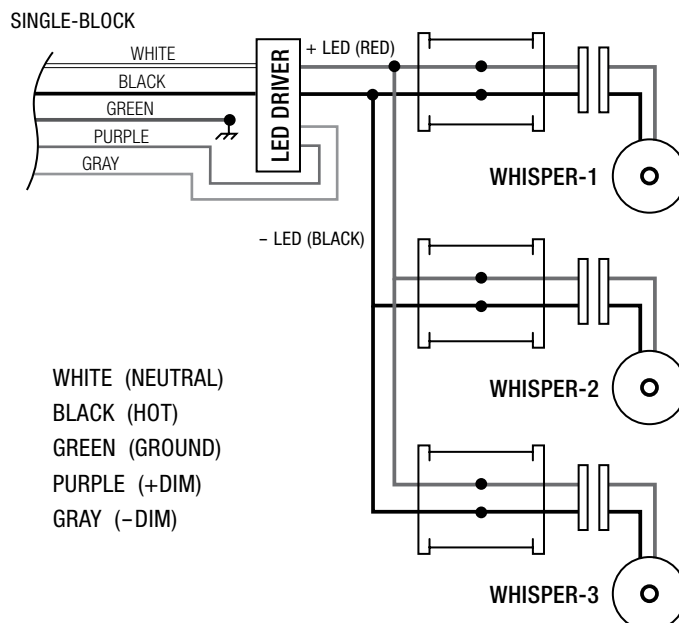 SINGLE-BLOCK
WHITE
BLACK
GREEN
PURPLE
GRAY
LED DRIVER
+ LED (RED)
– LED (BLACK)
WHISPER-1
WHISPER-2
WHISPER-3
WHITE (NEUTRAL)
BLACK (HOT)
GREEN (GROUND)
PURPLE (+DIM)
GRAY (–DIM)